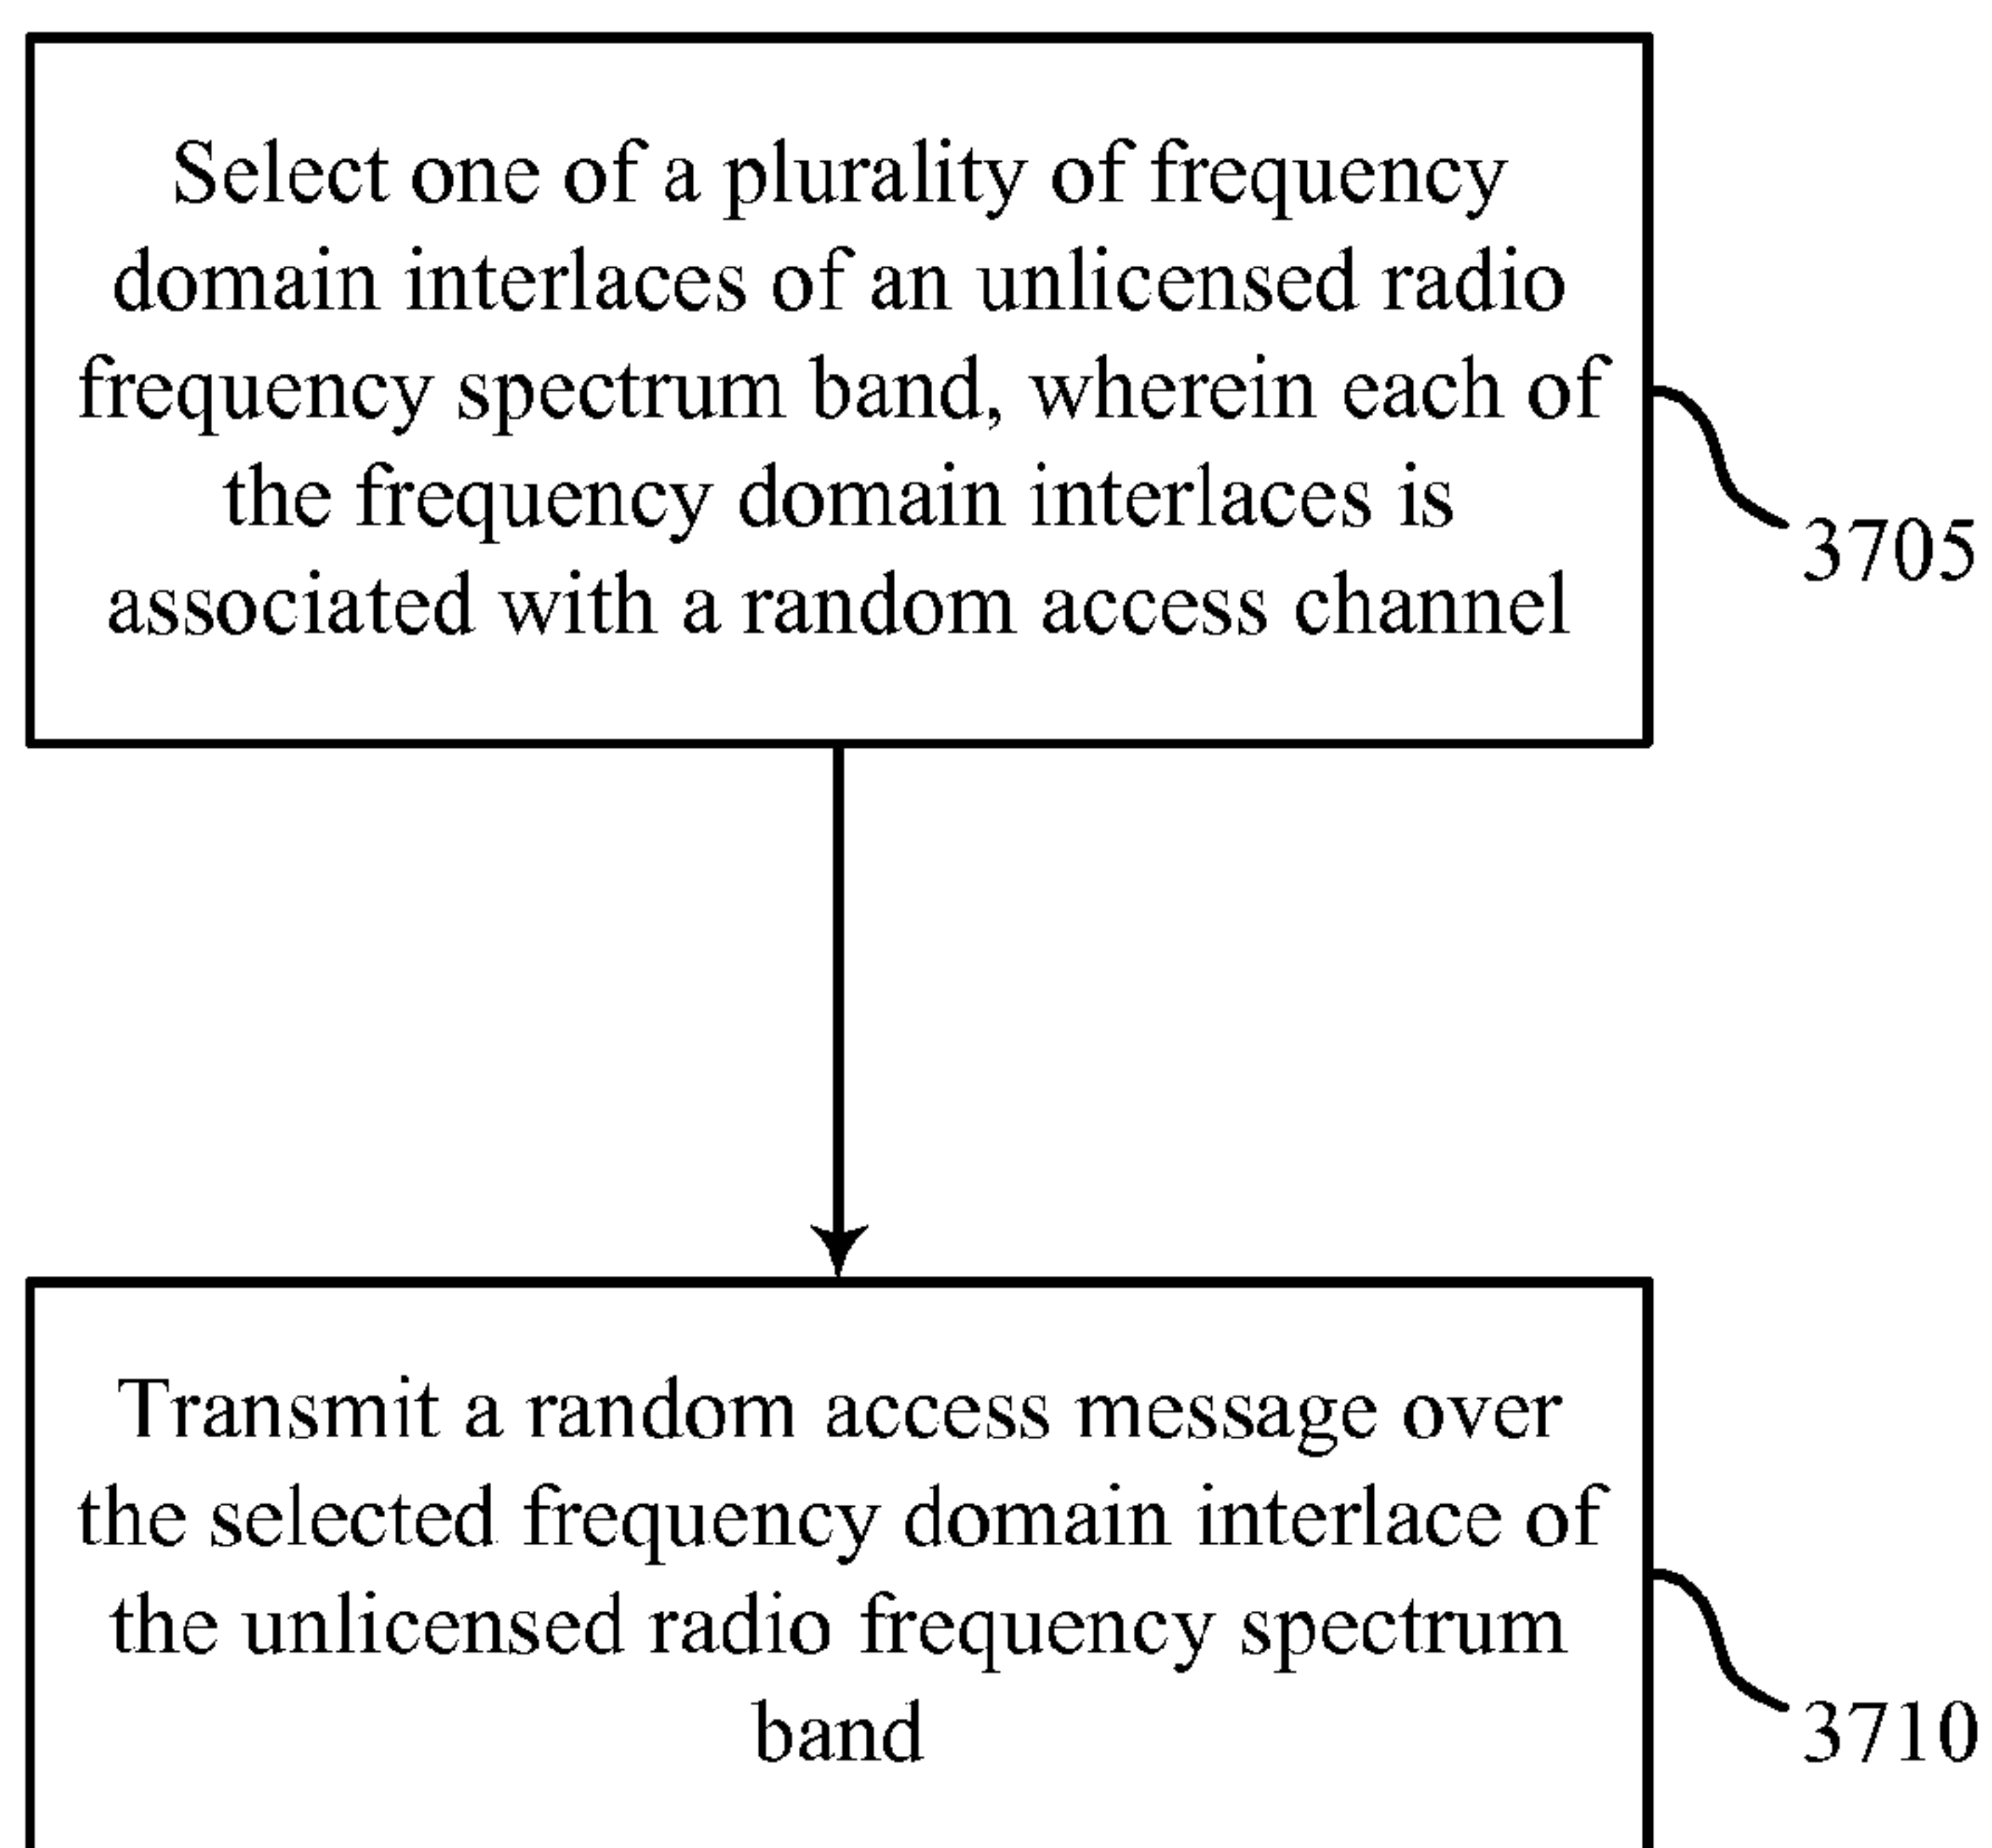 Select one of a plurality of frequency
domain interlaces of an unlicensed radio
frequency spectrum band, wherein each of
the frequency domain interlaces is
associated with a random access channel
3705
Transmit a random access message over
the selected frequency domain interlace of
the unlicensed radio frequency spectrum
band
3710